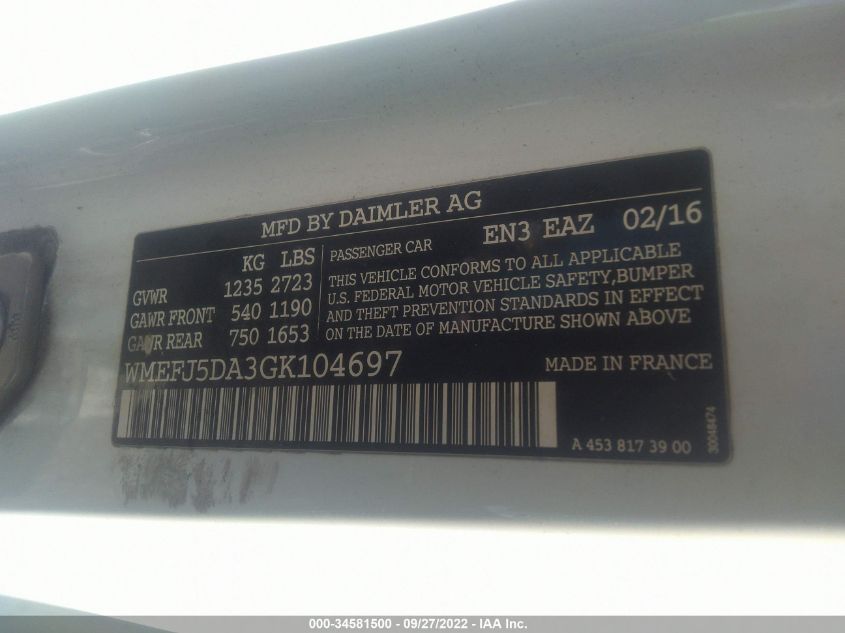 MFD BY DAIMLER AG
EN3 EAZ 02/16
KG LBS
GVWR 1235 2723
GAWR FRONT 540 1190
GAWR REAR 750 1653
PASSENGER CAR
THIS VEHICLE CONFORMS TO ALL APPLICABLE
U.S. FEDERAL MOTOR VEHICLE SAFETY,BUMPER
AND THEFT PREVENTION STANDARDS IN EFFECT
ON THE DATE OF MANUFACTURE SHOWN ABOVE
WMEFJ5DA3GK104697
MADE IN FRANCE
A 453 817 39 00
30048474
000-34581500 - 09/27/2022 - IAA Inc.